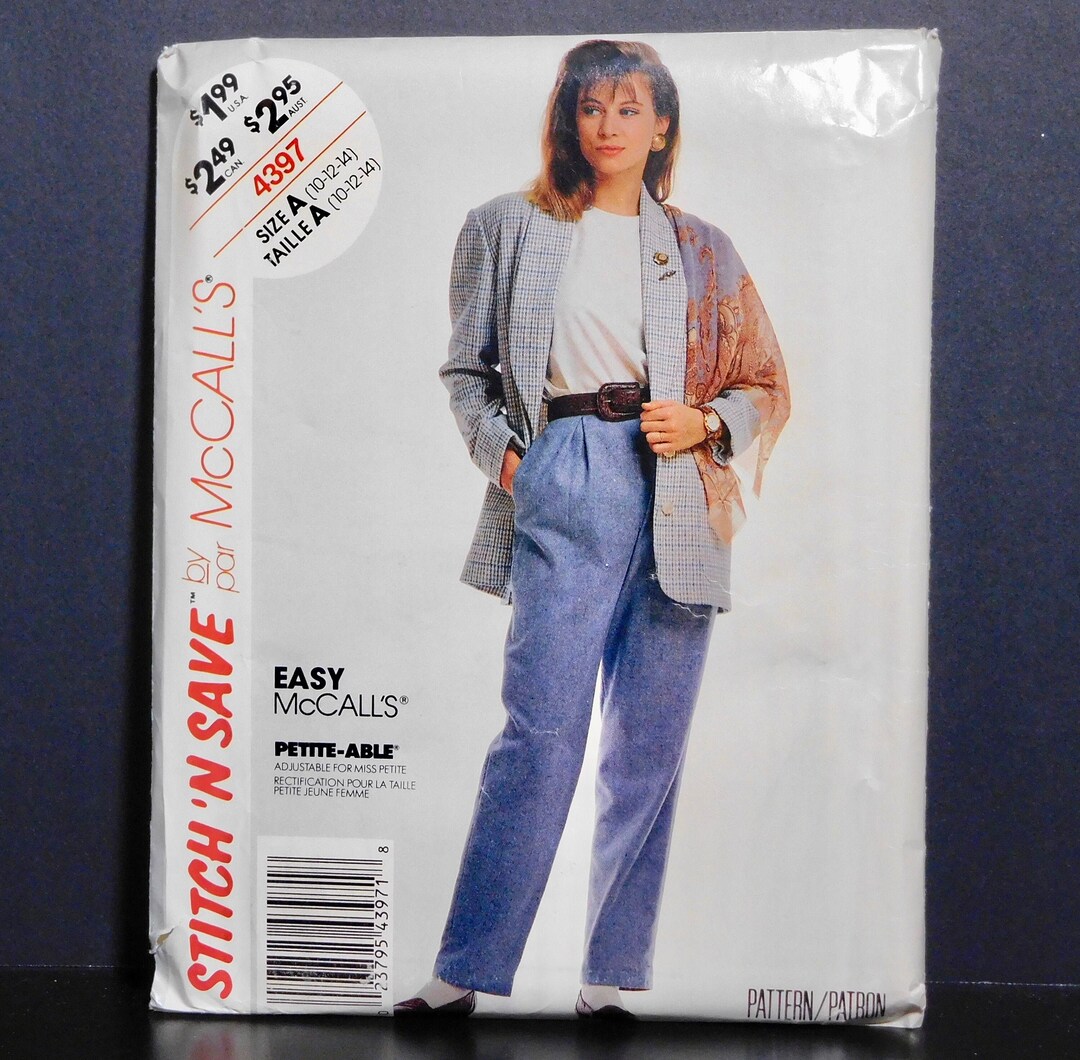 $1.99 U.S.A.
$2.95 AUST
$2.49 CAN
4397
SIZE A (10-12-14)
TAILLE A (10-12-14)
STITCH 'N SAVE™ by par McCALL'S®
EASY
McCALL'S®
PETITE-ABLE®
ADJUSTABLE FOR MISS PETITE
RECTIFICATION POUR LA TAILLE
PETITE JEUNE FEMME
0 23795 43971 8
PATTERN/PATRON